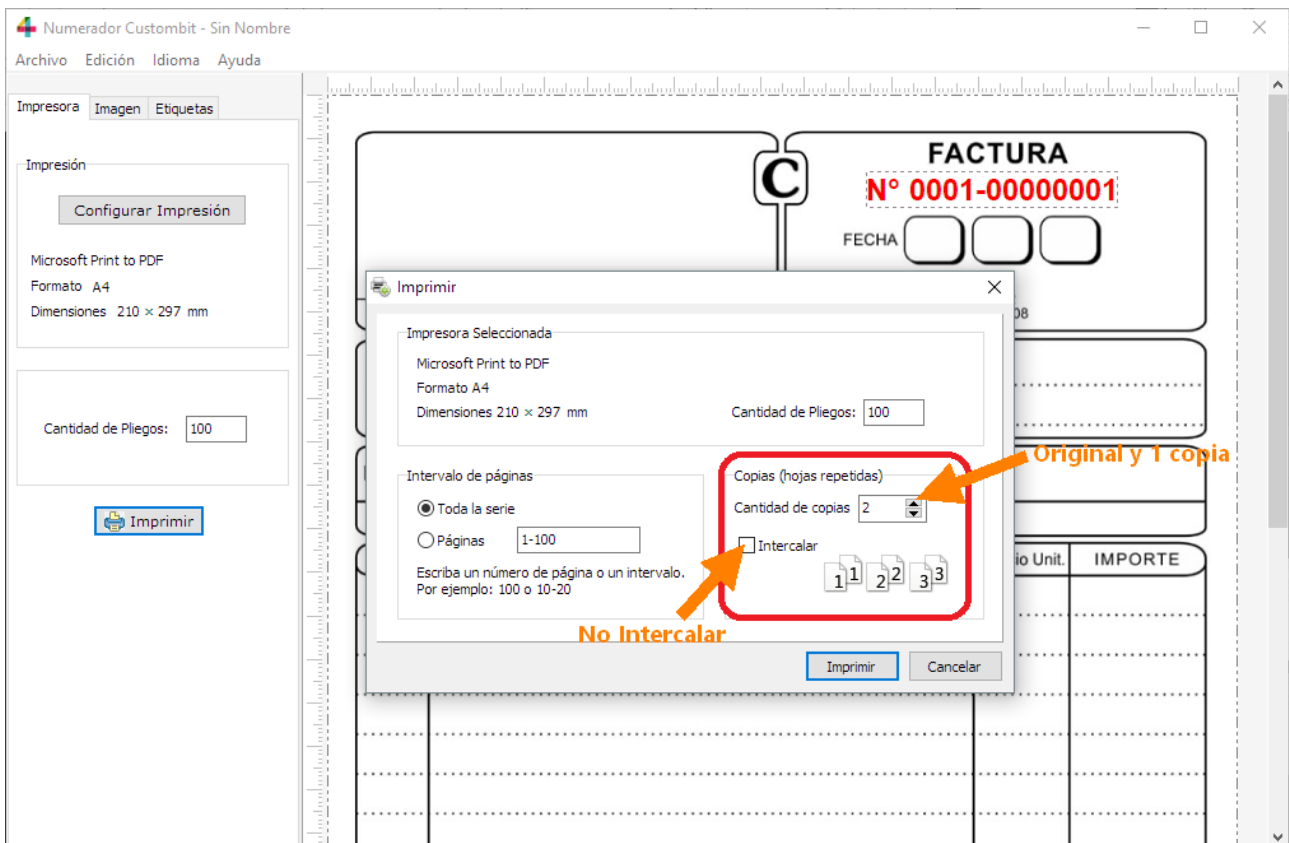 Numerador Custombit - Sin Nombre
Archivo Edición Idioma Ayuda
Impresora Imagen Etiquetas
Impresión
Configurar Impresión
Microsoft Print to PDF
Formato A4
Dimensiones 210 × 297 mm
Cantidad de Pliegos: 100
Imprimir
C
FACTURA
N° 0001-00000001
FECHA
08
Imprimir
Impresora Seleccionada
Microsoft Print to PDF
Formato A4
Dimensiones 210 × 297 mm
Cantidad de Pliegos: 100
Intervalo de páginas
Toda la serie
Páginas 1-100
Escriba un número de página o un intervalo.
Por ejemplo: 100 o 10-20
Copias (hojas repetidas)
Cantidad de copias 2
Intercalar
1 1 2 2 3 3
Original y 1 copia
No Intercalar
Imprimir Cancelar
io Unit. IMPORTE